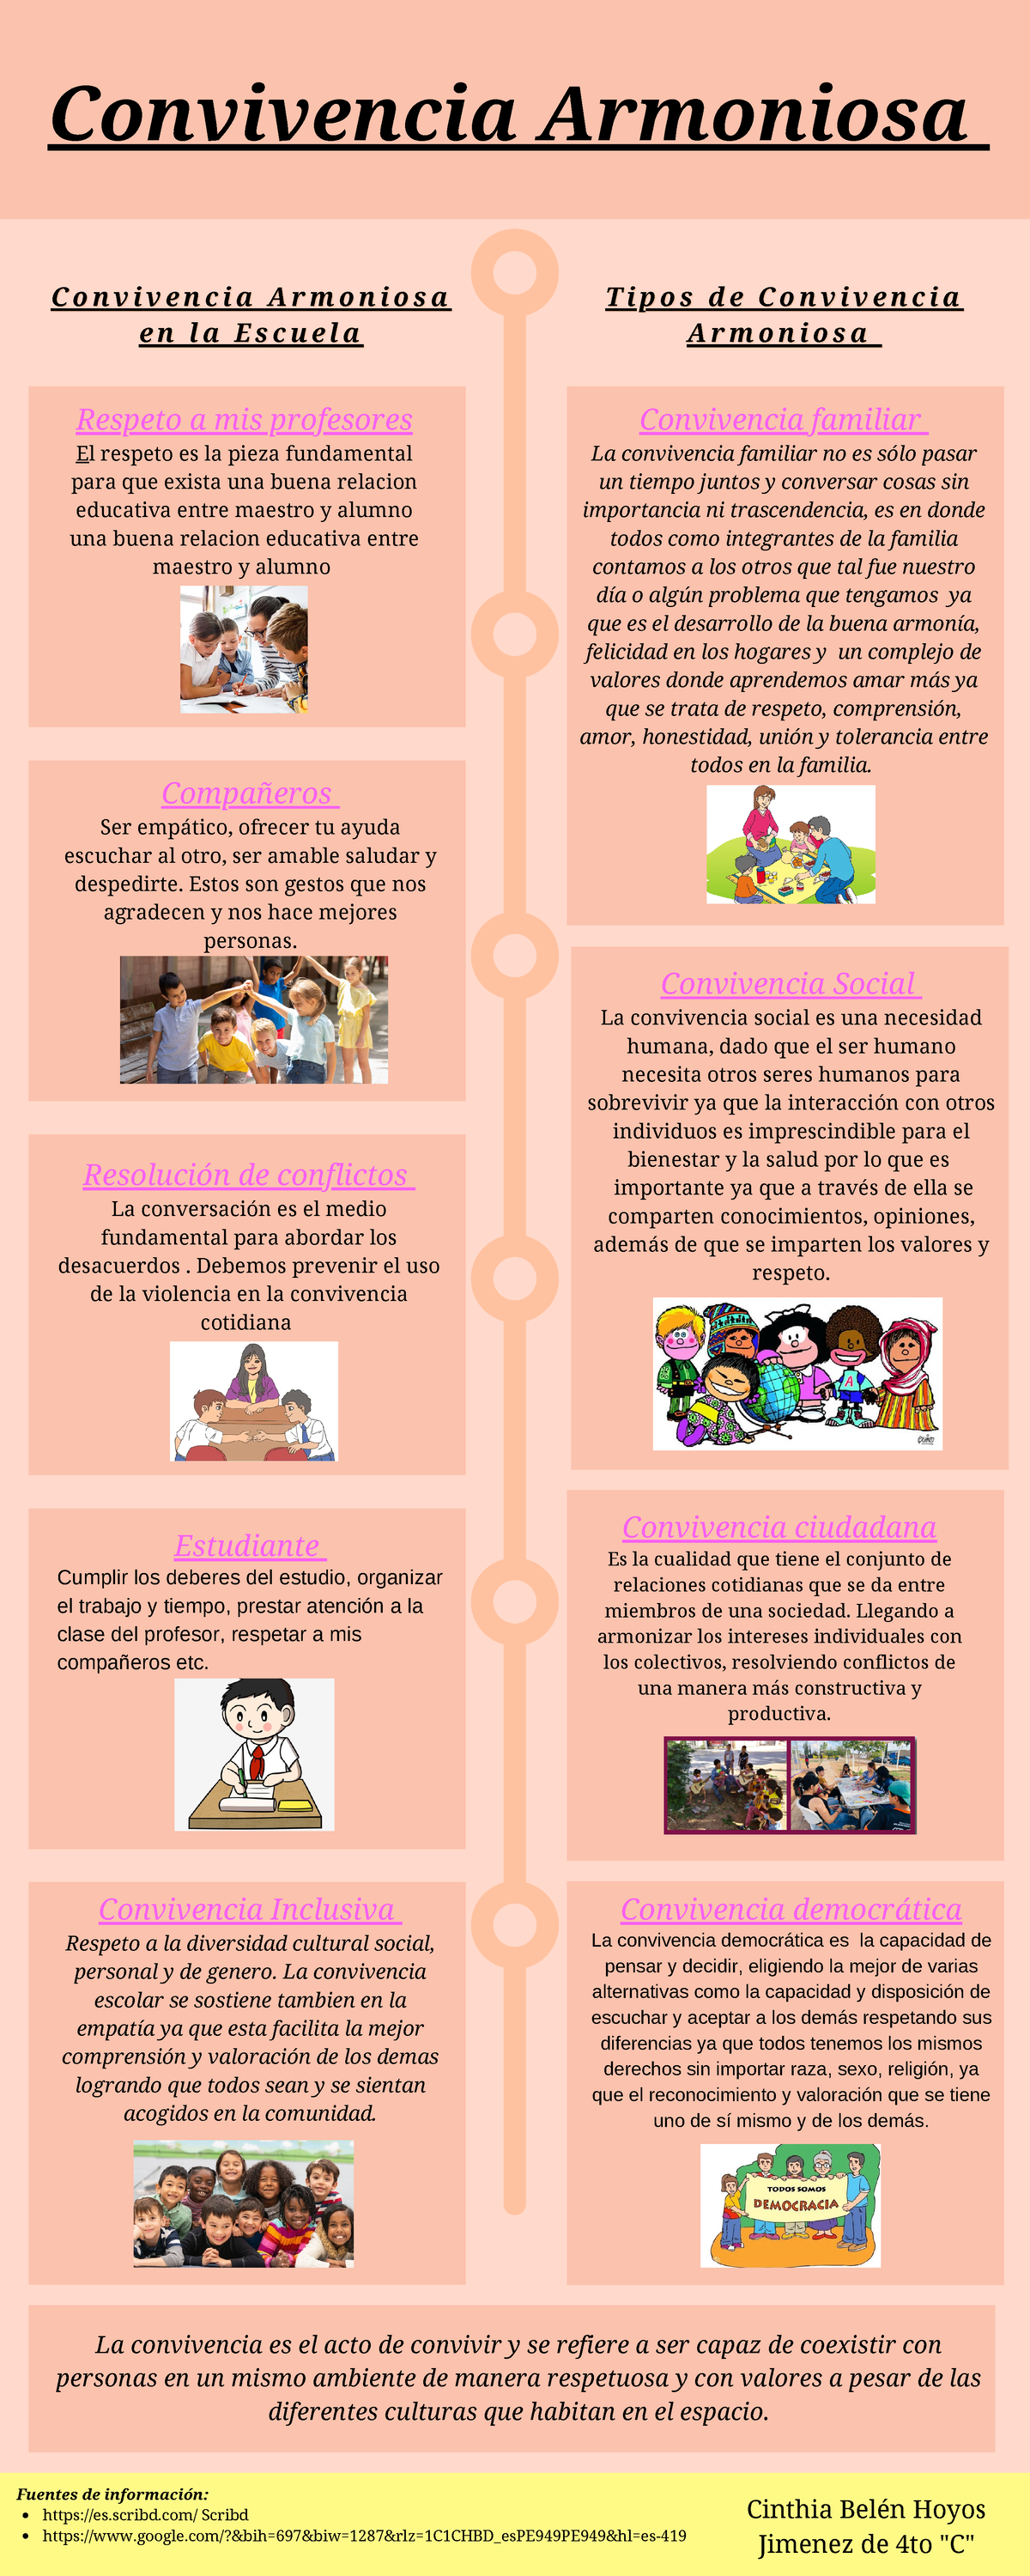 Convivencia Armoniosa
Convivencia Armoniosa
en la Escuela
Respeto a mis profesores
El respeto es la pieza fundamental
para que exista una buena relacion
educativa entre maestro y alumno
una buena relacion educativa entre
maestro y alumno
Compañeros
Ser empático, ofrecer tu ayuda
escuchar al otro, ser amable saludar y
despedirte. Estos son gestos que nos
agradecen y nos hace mejores
personas.
Resolución de conflictos
La conversación es el medio
fundamental para abordar los
desacuerdos . Debemos prevenir el uso
de la violencia en la convivencia
cotidiana
Estudiante
Cumplir los deberes del estudio, organizar
el trabajo y tiempo, prestar atención a la
clase del profesor, respetar a mis
compañeros etc.
Convivencia Inclusiva
Respeto a la diversidad cultural social,
personal y de genero. La convivencia
escolar se sostiene tambien en la
empatía ya que esta facilita la mejor
comprensión y valoración de los demas
logrando que todos sean y se sientan
acogidos en la comunidad.
Tipos de Convivencia
Armoniosa
Convivencia familiar
La convivencia familiar no es sólo pasar
un tiempo juntos y conversar cosas sin
importancia ni trascendencia, es en donde
todos como integrantes de la familia
contamos a los otros que tal fue nuestro
día o algún problema que tengamos  ya
que es el desarrollo de la buena armonía,
felicidad en los hogares y  un complejo de
valores donde aprendemos amar más ya
que se trata de respeto, comprensión,
amor, honestidad, unión y tolerancia entre
todos en la familia.
Convivencia Social
La convivencia social es una necesidad
humana, dado que el ser humano
necesita otros seres humanos para
sobrevivir ya que la interacción con otros
individuos es imprescindible para el
bienestar y la salud por lo que es
importante ya que a través de ella se
comparten conocimientos, opiniones,
además de que se imparten los valores y
respeto.
A
Convivencia ciudadana
Es la cualidad que tiene el conjunto de
relaciones cotidianas que se da entre
miembros de una sociedad. Llegando a
armonizar los intereses individuales con
los colectivos, resolviendo conflictos de
una manera más constructiva y
productiva.
Convivencia democrática
La convivencia democrática es  la capacidad de
pensar y decidir, eligiendo la mejor de varias
alternativas como la capacidad y disposición de
escuchar y aceptar a los demás respetando sus
diferencias ya que todos tenemos los mismos
derechos sin importar raza, sexo, religión, ya
que el reconocimiento y valoración que se tiene
uno de sí mismo y de los demás.
TODOS SOMOS
DEMOCRACIA
La convivencia es el acto de convivir y se refiere a ser capaz de coexistir con
personas en un mismo ambiente de manera respetuosa y con valores a pesar de las
diferentes culturas que habitan en el espacio.
Fuentes de información:
• https://es.scribd.com/ Scribd
• https://www.google.com/?&bih=697&biw=1287&rlz=1C1CHBD_esPE949PE949&hl=es-419
Cinthia Belén Hoyos
Jimenez de 4to "C"